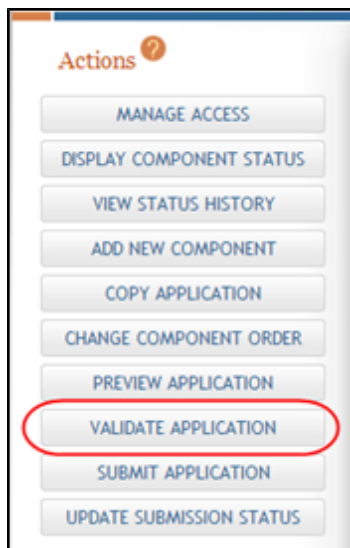 Actions ?
MANAGE ACCESS
DISPLAY COMPONENT STATUS
VIEW STATUS HISTORY
ADD NEW COMPONENT
COPY APPLICATION
CHANGE COMPONENT ORDER
PREVIEW APPLICATION
VALIDATE APPLICATION
SUBMIT APPLICATION
UPDATE SUBMISSION STATUS